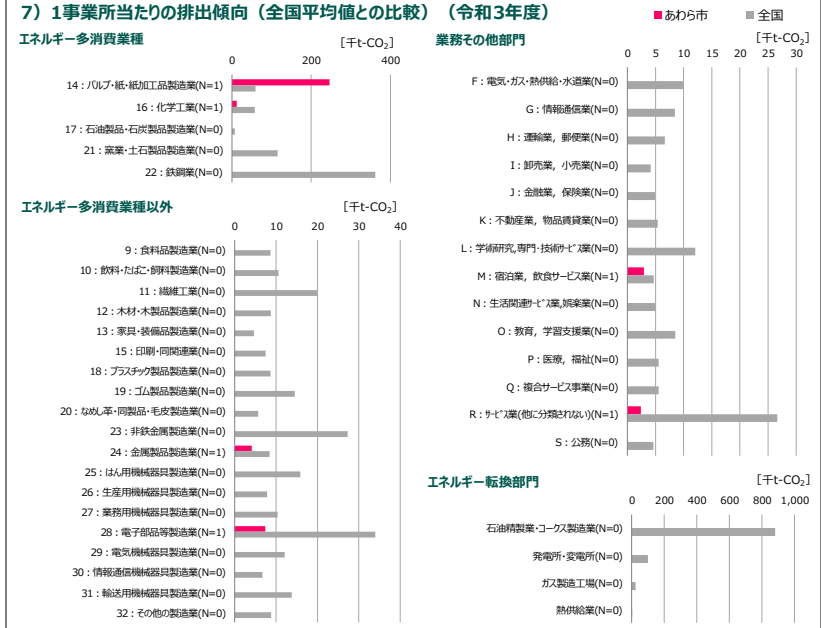 7）1事業所当たりの排出傾向（全国平均値との比較）（令和3年度）
■あわら市 ■全国
エネルギー多消費業種
[千t-CO₂]
0 200 400
14：パルプ・紙・紙加工品製造業(N=1)
16：化学工業(N=1)
17：石油製品・石炭製品製造業(N=0)
21：窯業・土石製品製造業(N=0)
22：鉄鋼業(N=0)
エネルギー多消費業種以外
[千t-CO₂]
0 10 20 30 40
9：食料品製造業(N=0)
10：飲料・たばこ・飼料製造業(N=0)
11：繊維工業(N=0)
12：木材・木製品製造業(N=0)
13：家具・装備品製造業(N=0)
15：印刷・同関連業(N=0)
18：プラスチック製品製造業(N=0)
19：ゴム製品製造業(N=0)
20：なめし革・同製品・毛皮製造業(N=0)
23：非鉄金属製造業(N=0)
24：金属製品製造業(N=1)
25：はん用機械器具製造業(N=0)
26：生産用機械器具製造業(N=0)
27：業務用機械器具製造業(N=0)
28：電子部品等製造業(N=1)
29：電気機械器具製造業(N=0)
30：情報通信機械器具製造業(N=0)
31：輸送用機械器具製造業(N=0)
32：その他の製造業(N=0)
業務その他部門
[千t-CO₂]
0 5 10 15 20 25 30
F：電気・ガス・熱供給・水道業(N=0)
G：情報通信業(N=0)
H：運輸業，郵便業(N=0)
I：卸売業，小売業(N=0)
J：金融業，保険業(N=0)
K：不動産業，物品賃貸業(N=0)
L：学術研究,専門・技術ｻｰﾋﾞｽ業(N=0)
M：宿泊業，飲食サービス業(N=1)
N：生活関連ｻｰﾋﾞｽ業,娯楽業(N=0)
O：教育，学習支援業(N=0)
P：医療，福祉(N=0)
Q：複合サービス事業(N=0)
R：ｻｰﾋﾞｽ業(他に分類されない)(N=1)
S：公務(N=0)
エネルギー転換部門
[千t-CO₂]
0 200 400 600 800 1,000
石油精製業・コークス製造業(N=0)
発電所・変電所(N=0)
ガス製造工場(N=0)
熱供給業(N=0)